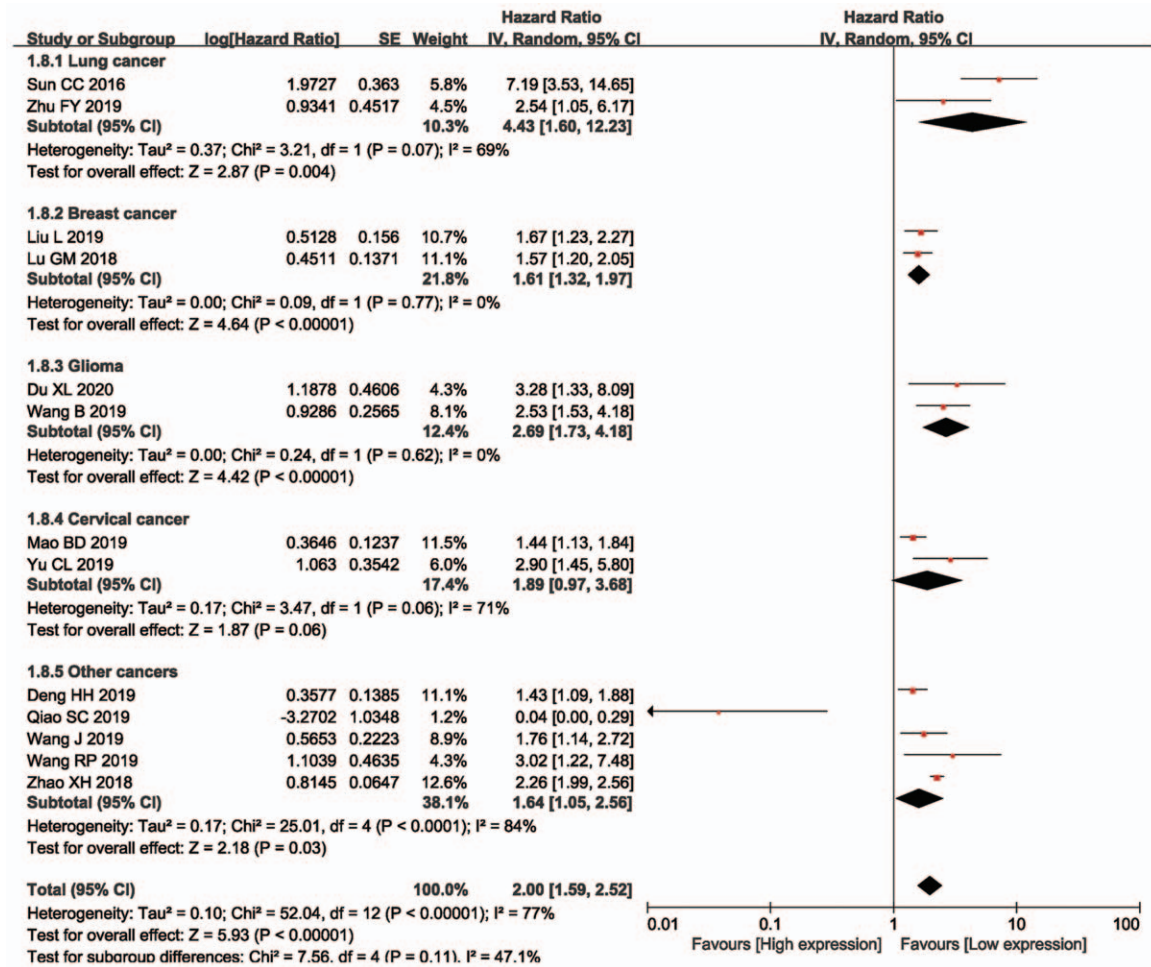 Hazard Ratio Hazard Ratio
Study or Subgroup log[Hazard Ratio] SE Weight IV, Random, 95% CI IV, Random, 95% CI
1.8.1 Lung cancer
Sun CC 2016 1.9727 0.363 5.8% 7.19 [3.53, 14.65]
Zhu FY 2019 0.9341 0.4517 4.5% 2.54 [1.05, 6.17]
Subtotal (95% CI) 10.3% 4.43 [1.60, 12.23]
Heterogeneity: Tau² = 0.37; Chi² = 3.21, df = 1 (P = 0.07); I² = 69%
Test for overall effect: Z = 2.87 (P = 0.004)
1.8.2 Breast cancer
Liu L 2019 0.5128 0.156 10.7% 1.67 [1.23, 2.27]
Lu GM 2018 0.4511 0.1371 11.1% 1.57 [1.20, 2.05]
Subtotal (95% CI) 21.8% 1.61 [1.32, 1.97]
Heterogeneity: Tau² = 0.00; Chi² = 0.09, df = 1 (P = 0.77); I² = 0%
Test for overall effect: Z = 4.64 (P < 0.00001)
1.8.3 Glioma
Du XL 2020 1.1878 0.4606 4.3% 3.28 [1.33, 8.09]
Wang B 2019 0.9286 0.2565 8.1% 2.53 [1.53, 4.18]
Subtotal (95% CI) 12.4% 2.69 [1.73, 4.18]
Heterogeneity: Tau² = 0.00; Chi² = 0.24, df = 1 (P = 0.62); I² = 0%
Test for overall effect: Z = 4.42 (P < 0.00001)
1.8.4 Cervical cancer
Mao BD 2019 0.3646 0.1237 11.5% 1.44 [1.13, 1.84]
Yu CL 2019 1.063 0.3542 6.0% 2.90 [1.45, 5.80]
Subtotal (95% CI) 17.4% 1.89 [0.97, 3.68]
Heterogeneity: Tau² = 0.17; Chi² = 3.47, df = 1 (P = 0.06); I² = 71%
Test for overall effect: Z = 1.87 (P = 0.06)
1.8.5 Other cancers
Deng HH 2019 0.3577 0.1385 11.1% 1.43 [1.09, 1.88]
Qiao SC 2019 -3.2702 1.0348 1.2% 0.04 [0.00, 0.29]
Wang J 2019 0.5653 0.2223 8.9% 1.76 [1.14, 2.72]
Wang RP 2019 1.1039 0.4635 4.3% 3.02 [1.22, 7.48]
Zhao XH 2018 0.8145 0.0647 12.6% 2.26 [1.99, 2.56]
Subtotal (95% CI) 38.1% 1.64 [1.05, 2.56]
Heterogeneity: Tau² = 0.17; Chi² = 25.01, df = 4 (P < 0.0001); I² = 84%
Test for overall effect: Z = 2.18 (P = 0.03)
Total (95% CI) 100.0% 2.00 [1.59, 2.52]
Heterogeneity: Tau² = 0.10; Chi² = 52.04, df = 12 (P < 0.00001); I² = 77%
Test for overall effect: Z = 5.93 (P < 0.00001)
Test for subgroup differences: Chi² = 7.56, df = 4 (P = 0.11), I² = 47.1%
0.01 0.1 1 10 100
Favours [High expression] Favours [Low expression]